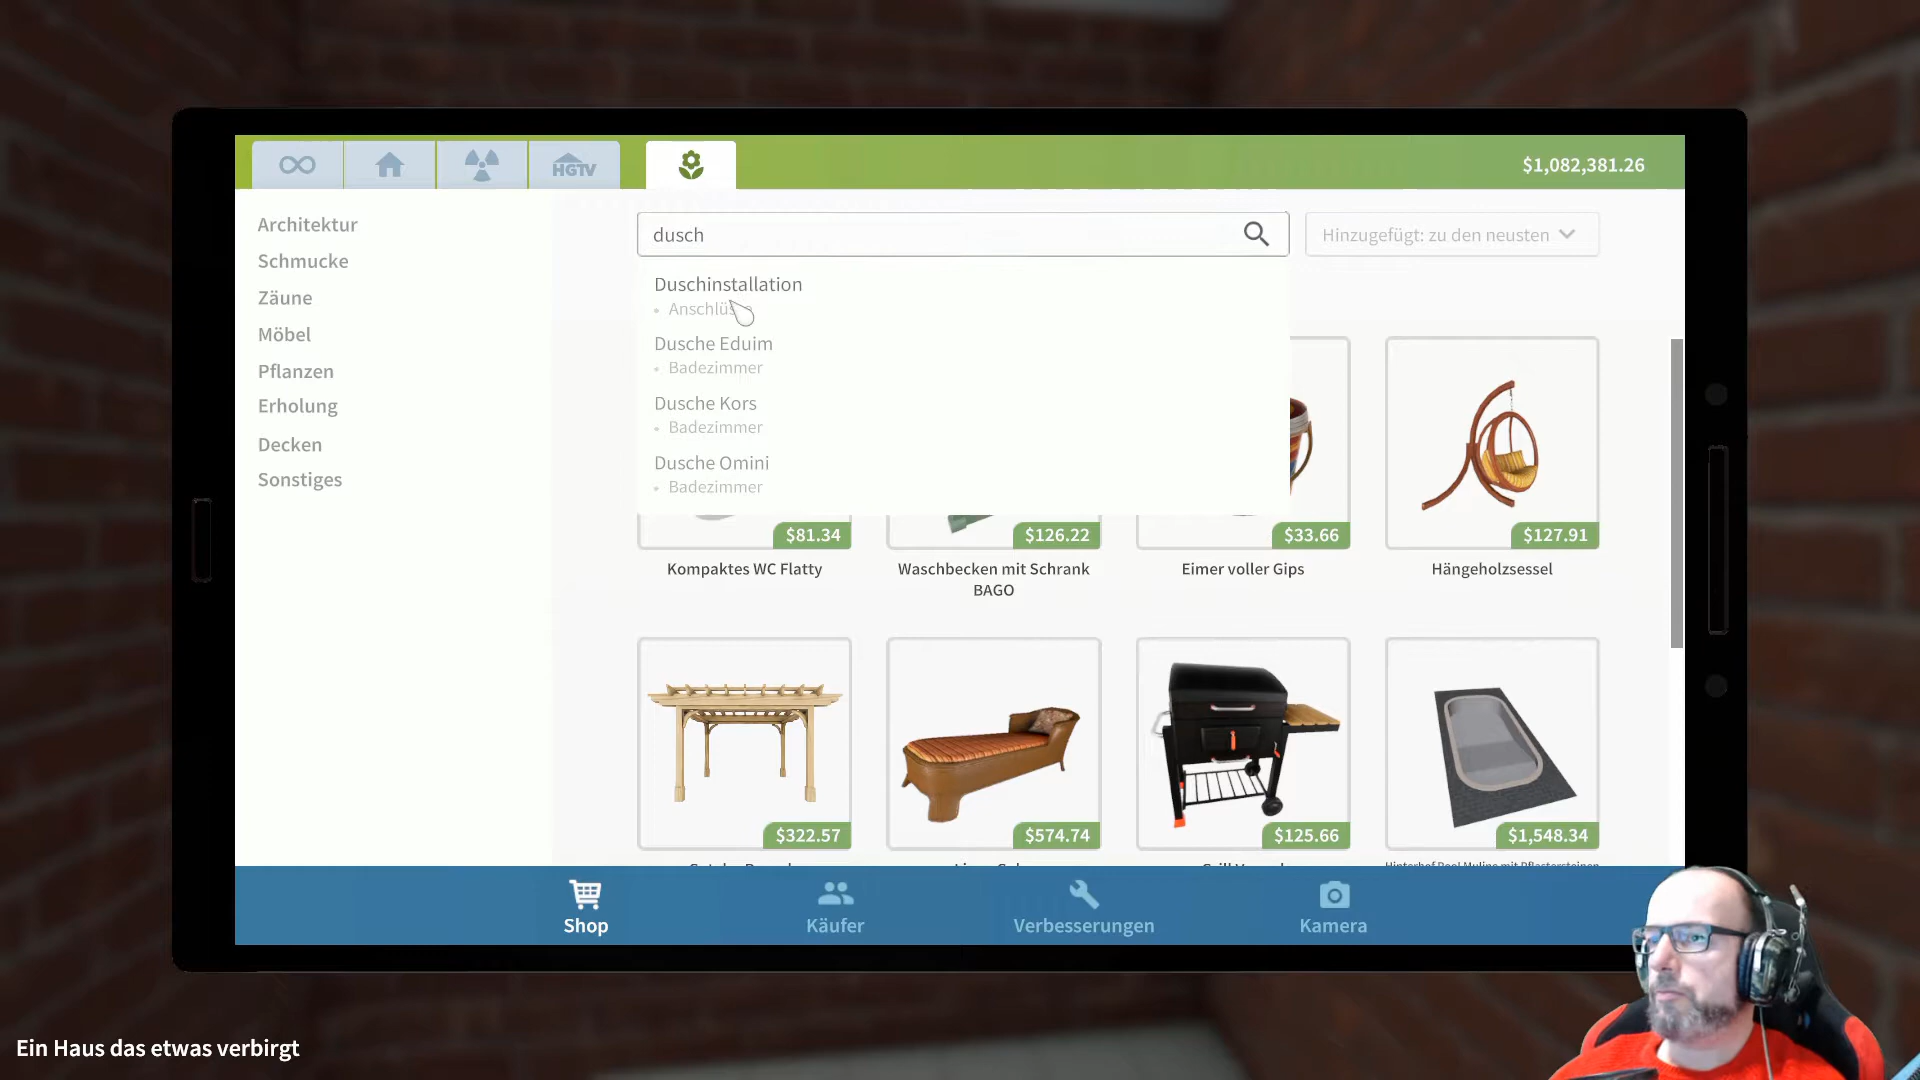 HGTV
$1,082,381.26
Architektur
Schmucke
Zäune
Möbel
Pflanzen
Erholung
Decken
Sonstiges
dusch
Hinzugefügt: zu den neusten
Duschinstallation
Dusche Eduim
Badezimmer
Dusche Kors
Badezimmer
Dusche Omini
Badezimmer
$81.34
$126.22
$33.66
$127.91
Kompaktes WC Flatty
Waschbecken mit Schrank
BAGO
Eimer voller Gips
Hängeholzsessel
$322.57
$574.74
$125.66
$1,548.34
Shop
Käufer
Verbesserungen
Kamera
Ein Haus das etwas verbirgt